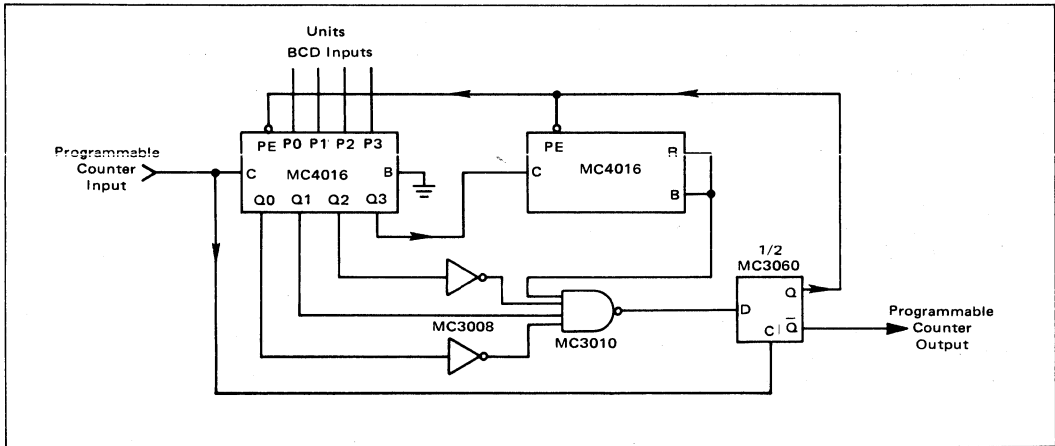 Units
BCD Inputs
PE P0 P1 P2 P3
PE
R
Programmable
Counter
Input
C MC4016 B
C MC4016
B
Q0 Q1 Q2 Q3
1/2
MC3060
Q
D
C Q̅
Programmable
Counter
Output
MC3008
MC3010